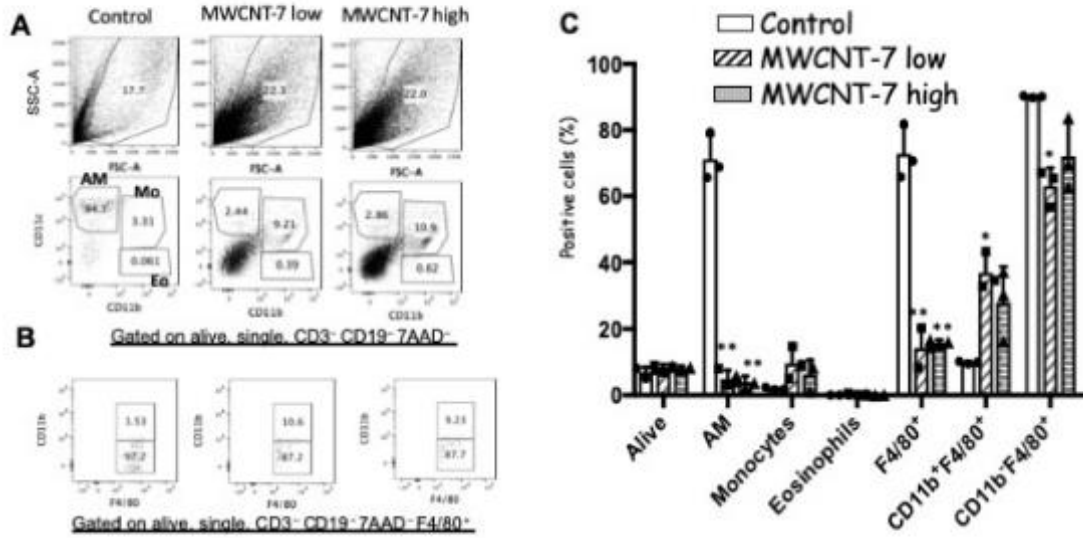 A
Control
MWCNT-7 low
MWCNT-7 high
SSC-A
17.7
22.3
22.0
FSC-A
FSC-A
FSC-A
CD11c
AM
Mo
3.31
0.061
Eo
2.44
9.21
0.39
2.86
10.9
0.62
CD11b
CD11b
CD11b
Gated on alive, single, CD3⁻ CD19⁻ 7AAD⁻
B
CD11b
1.53
97.2
CD11b
10.6
87.2
CD11b
9.23
87.7
F4/80
F4/80
F4/80
Gated on alive, single, CD3⁻ CD19⁻ 7AAD⁻ F4/80⁺
C
Control
MWCNT-7 low
MWCNT-7 high
Positive cells (%)
100
80
60
40
20
0
**
**
**
**
*
*
Alive
AM
Monocytes
Eosinophils
F4/80⁺
CD11b⁺F4/80⁺
CD11b⁻F4/80⁺